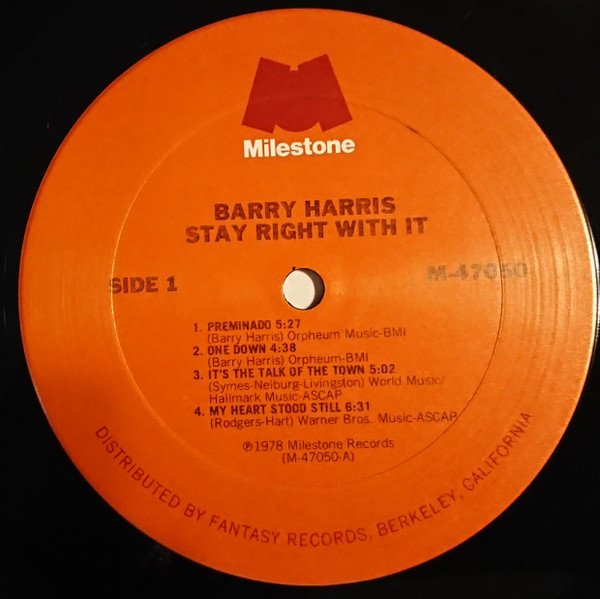 Milestone
BARRY HARRIS
STAY RIGHT WITH IT
SIDE 1
M-47050
1. PREMINADO 5:27
(Barry Harris) Orpheum Music-BMI
2. ONE DOWN 4:38
(Barry Harris) Orpheum-BMI
3. IT'S THE TALK OF THE TOWN 5:02
(Symes-Neiburg-Livingston) World Music/
Hallmark Music-ASCAP
4. MY HEART STOOD STILL 6:31
(Rodgers-Hart) Warner Bros. Music-ASCAP
℗1978 Milestone Records
(M-47050-A)
DISTRIBUTED BY FANTASY RECORDS, BERKELEY, CALIFORNIA